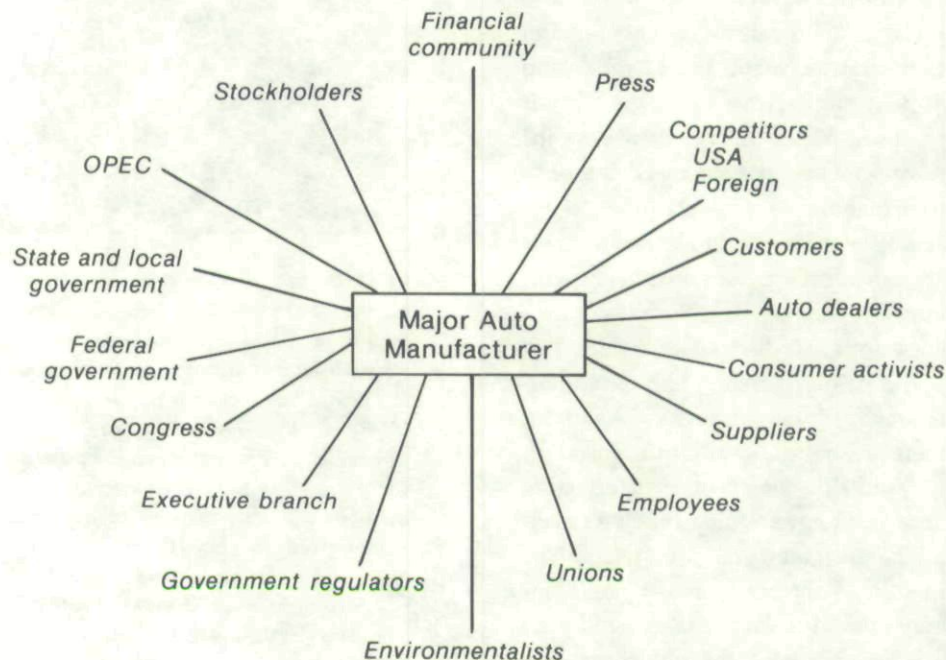 Financial
community
Stockholders
Press
Competitors
USA
Foreign
OPEC
Customers
State and local
government
Auto dealers
Major Auto
Manufacturer
Federal
government
Consumer activists
Congress
Suppliers
Executive branch
Employees
Government regulators
Unions
Environmentalists